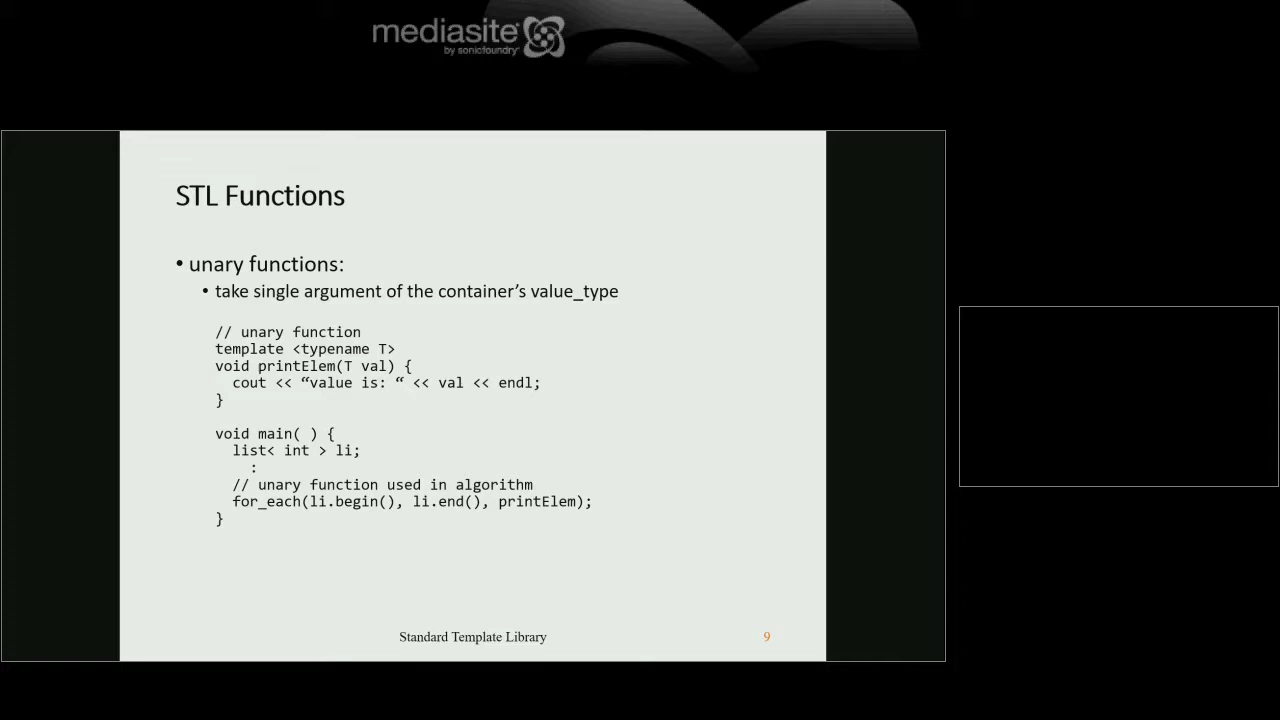 mediasite
by sonicfoundry
STL Functions
• unary functions:
• take single argument of the container’s value_type
// unary function
template <typename T>
void printElem(T val) {
cout << “value is: “ << val << endl;
}
void main( ) {
list< int > li;
:
// unary function used in algorithm
for_each(li.begin(), li.end(), printElem);
}
Standard Template Library
9